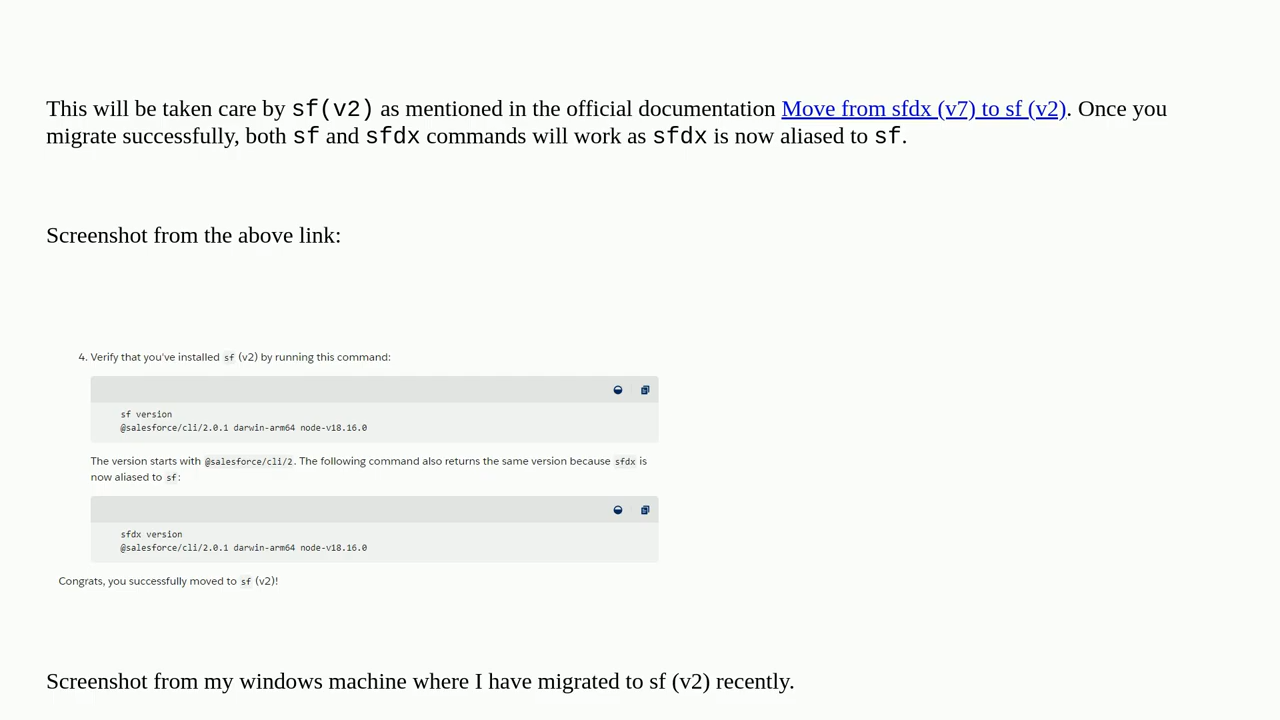 This will be taken care by sf(v2) as mentioned in the official documentation Move from sfdx (v7) to sf (v2). Once you
migrate successfully, both sf and sfdx commands will work as sfdx is now aliased to sf.
Screenshot from the above link:
4. Verify that you've installed sf (v2) by running this command:
sf version
@salesforce/cli/2.0.1 darwin-arm64 node-v18.16.0
The version starts with @salesforce/cli/2. The following command also returns the same version because sfdx is
now aliased to sf:
sfdx version
@salesforce/cli/2.0.1 darwin-arm64 node-v18.16.0
Congrats, you successfully moved to sf (v2)!
Screenshot from my windows machine where I have migrated to sf (v2) recently.